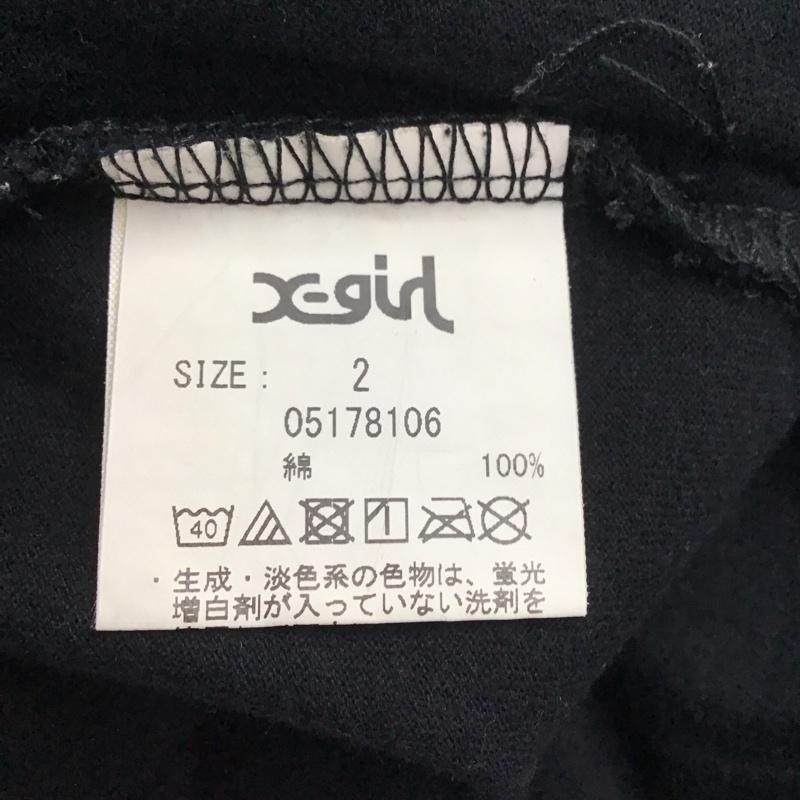 X-girl
SIZE : 2
05178106
綿 100%
40
・生成・淡色系の色物は、蛍光
増白剤が入っていない洗剤を